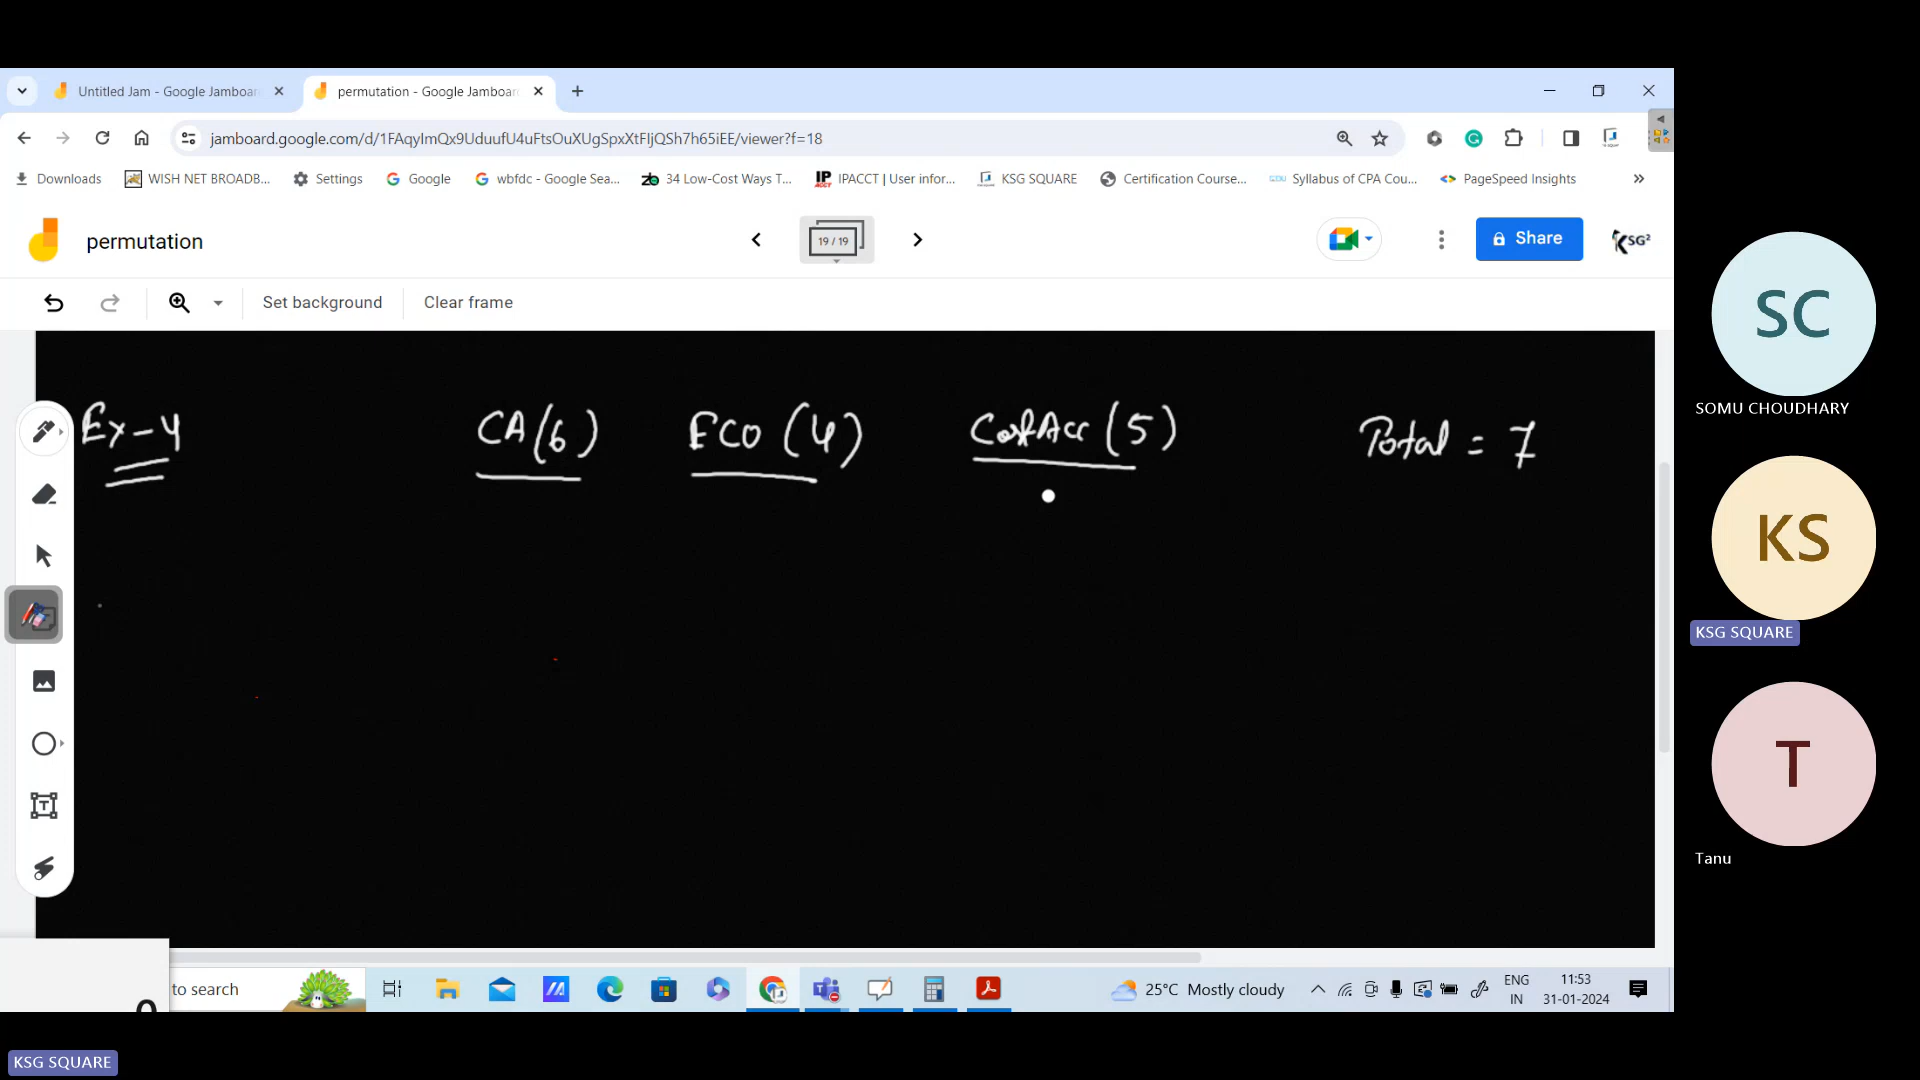 Untitled Jam - Google Jamboar
permutation - Google Jamboar
jamboard.google.com/d/1FAqyImQx9UduufU4uFtsOuXUgSpxXtFIjQSh7h65iEE/viewer?f=18
Downloads WISH NET BROADB... Settings Google wbfdc - Google Sea... 34 Low-Cost Ways T... IPACCT | User infor... KSG SQUARE Certification Course... Syllabus of CPA Cou... PageSpeed Insights
permutation
19 / 19
Share
KSG²
Set background Clear frame
Ex-4 CA(6) ECO (4) CostAcc (5) Total = 7
SC
SOMU CHOUDHARY
KS
KSG SQUARE
T
Tanu
to search
25°C Mostly cloudy
ENG
IN
11:53
31-01-2024
KSG SQUARE